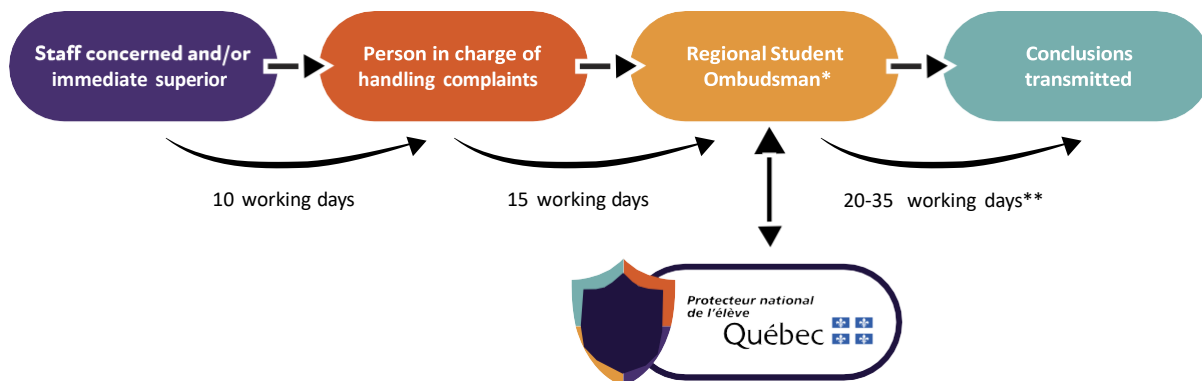 Staff concerned and/or
immediate superior
Person in charge of
handling complaints
Regional Student
Ombudsman*
Conclusions
transmitted
10 working days
15 working days
20-35 working days**
Protecteur national
de l'élève
Québec